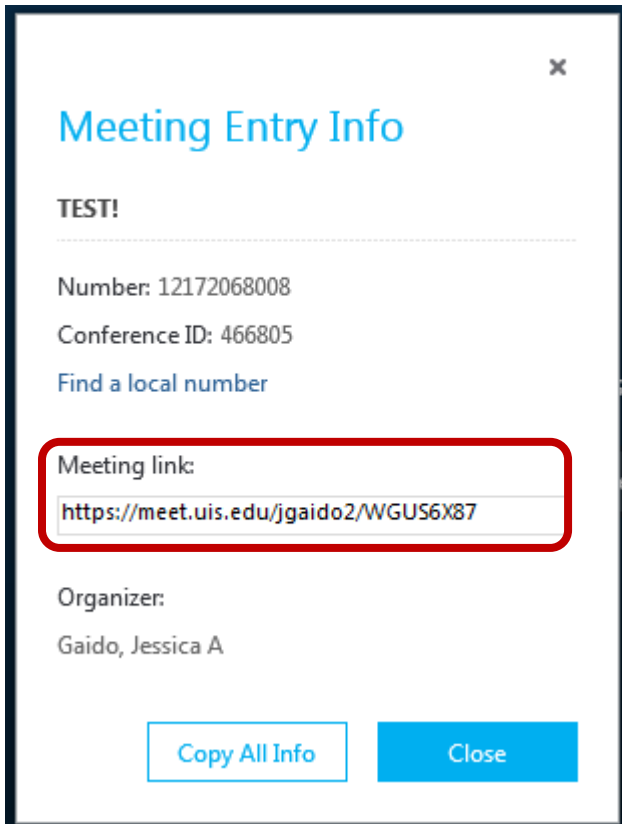 Meeting Entry Info
TEST!
Number: 12172068008
Conference ID: 466805
Find a local number
Meeting link:
https://meet.uis.edu/jgaido2/WGUS6X87
Organizer:
Gaido, Jessica A
Copy All Info
Close